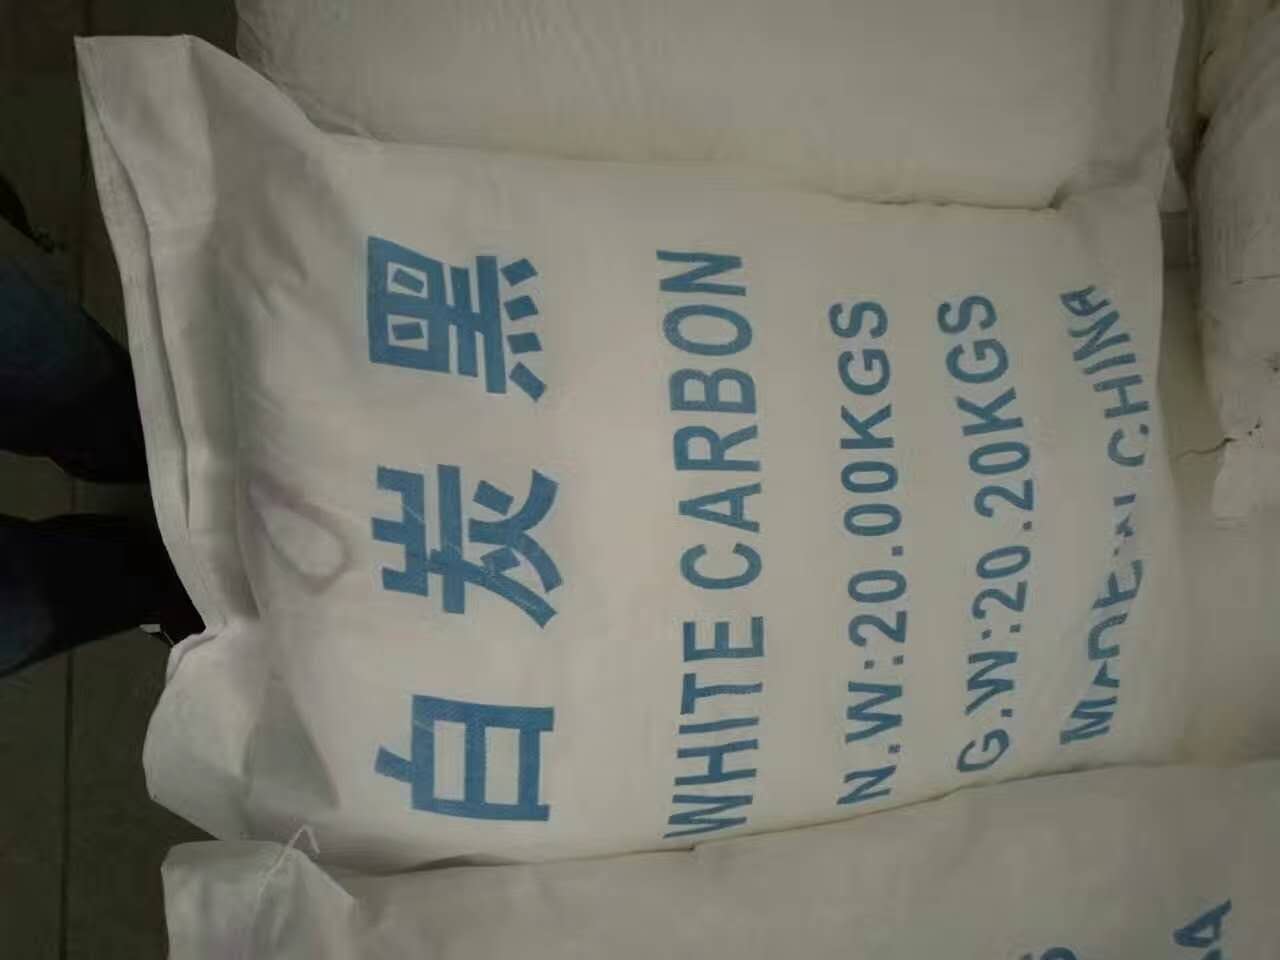 白炭黑
WHITE CARBON
N.W:20.00KGS
G.W:20.20KGS
MADE IN CHINA